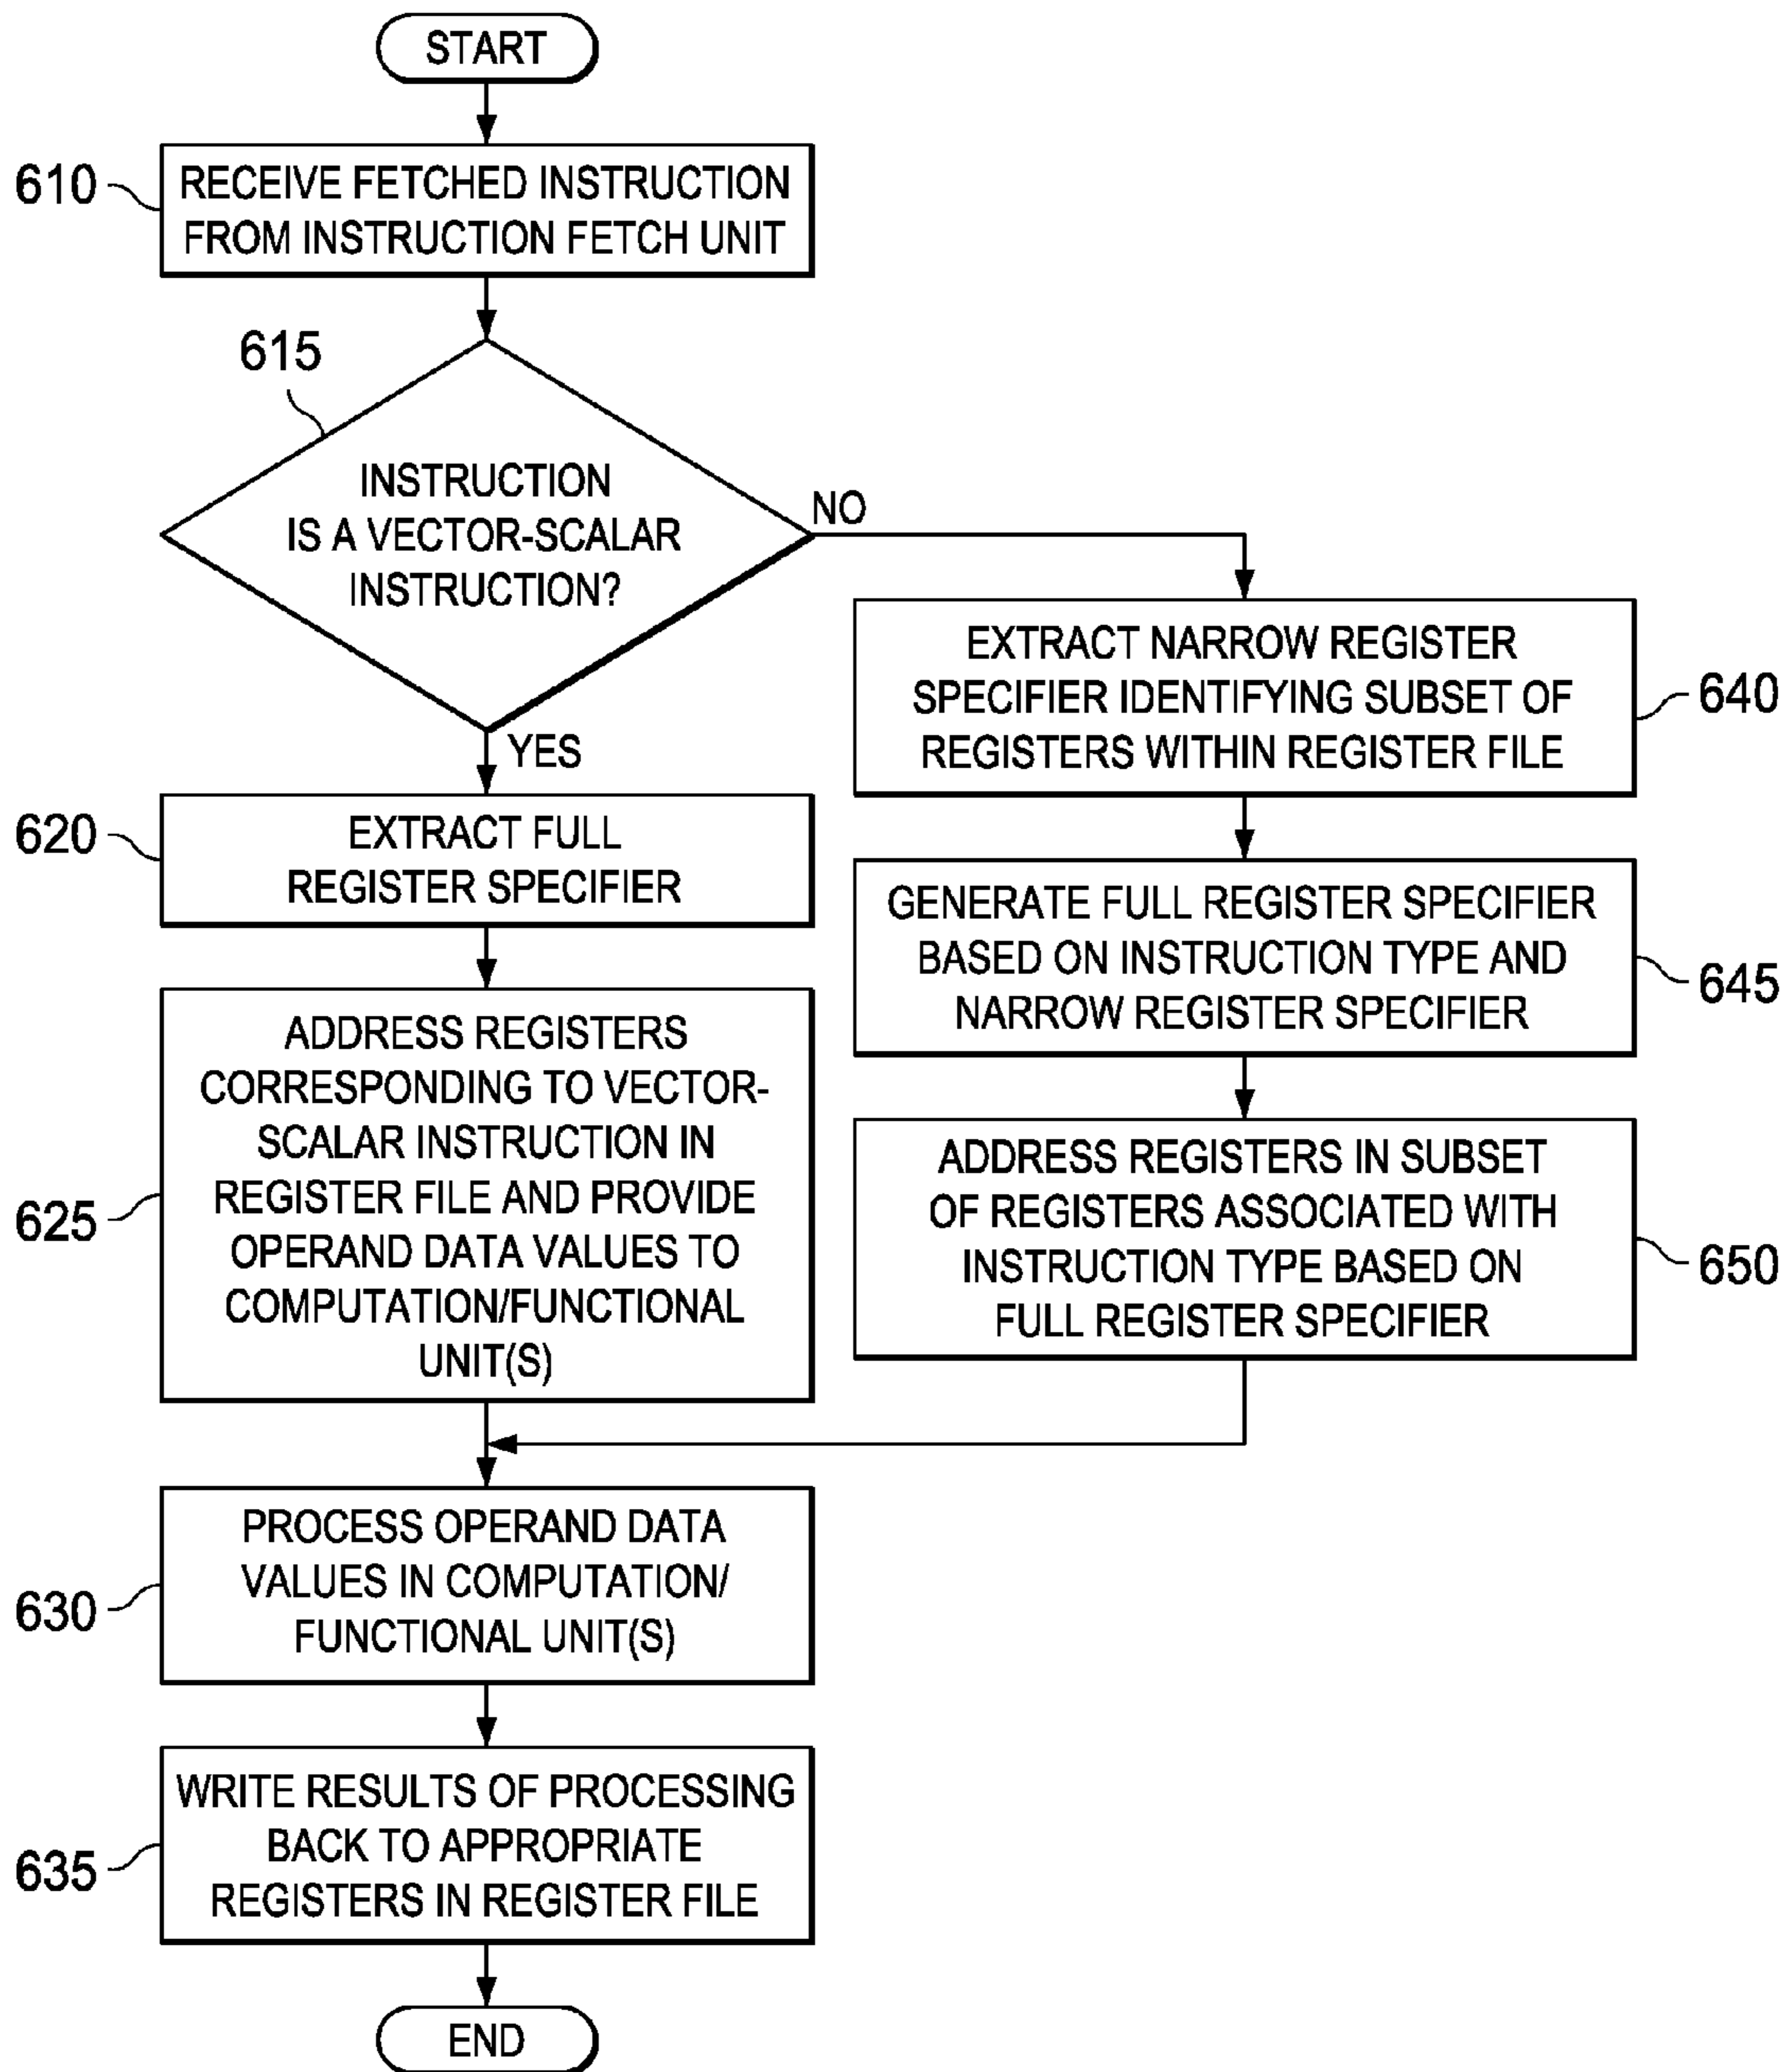 START
610
RECEIVE FETCHED INSTRUCTION
FROM INSTRUCTION FETCH UNIT
615
INSTRUCTION
IS A VECTOR-SCALAR
INSTRUCTION?
NO
YES
620
EXTRACT FULL
REGISTER SPECIFIER
625
ADDRESS REGISTERS
CORRESPONDING TO VECTOR-
SCALAR INSTRUCTION IN
REGISTER FILE AND PROVIDE
OPERAND DATA VALUES TO
COMPUTATION/FUNCTIONAL
UNIT(S)
EXTRACT NARROW REGISTER
SPECIFIER IDENTIFYING SUBSET OF
REGISTERS WITHIN REGISTER FILE
640
GENERATE FULL REGISTER SPECIFIER
BASED ON INSTRUCTION TYPE AND
NARROW REGISTER SPECIFIER
645
ADDRESS REGISTERS IN SUBSET
OF REGISTERS ASSOCIATED WITH
INSTRUCTION TYPE BASED ON
FULL REGISTER SPECIFIER
650
630
PROCESS OPERAND DATA
VALUES IN COMPUTATION/
FUNCTIONAL UNIT(S)
635
WRITE RESULTS OF PROCESSING
BACK TO APPROPRIATE
REGISTERS IN REGISTER FILE
END